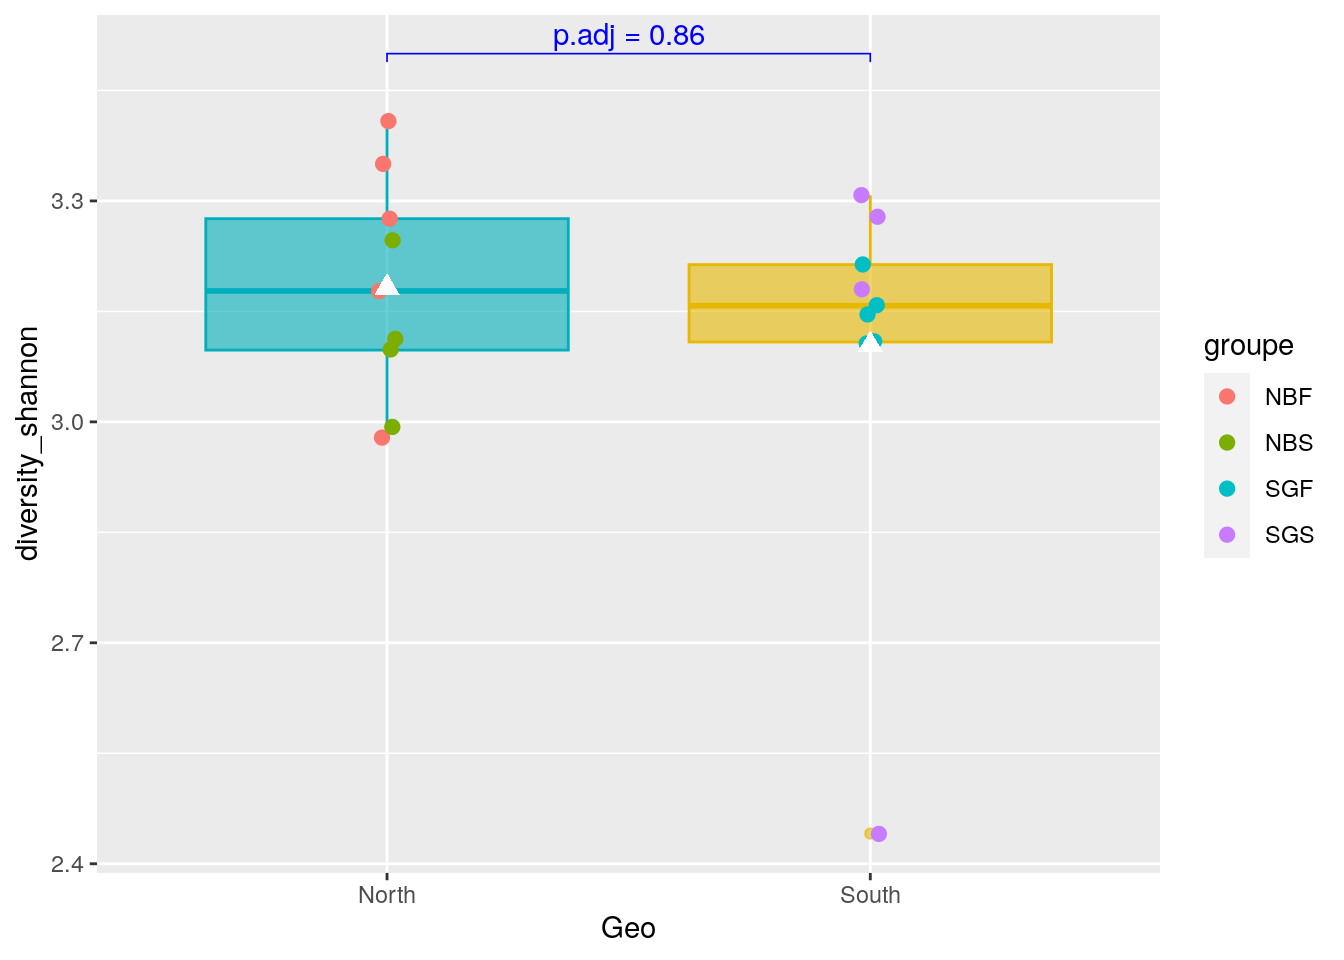 p.adj = 0.86
diversity_shannon
3.3
3.0
2.7
2.4
North
South
Geo
groupe
NBF
NBS
SGF
SGS